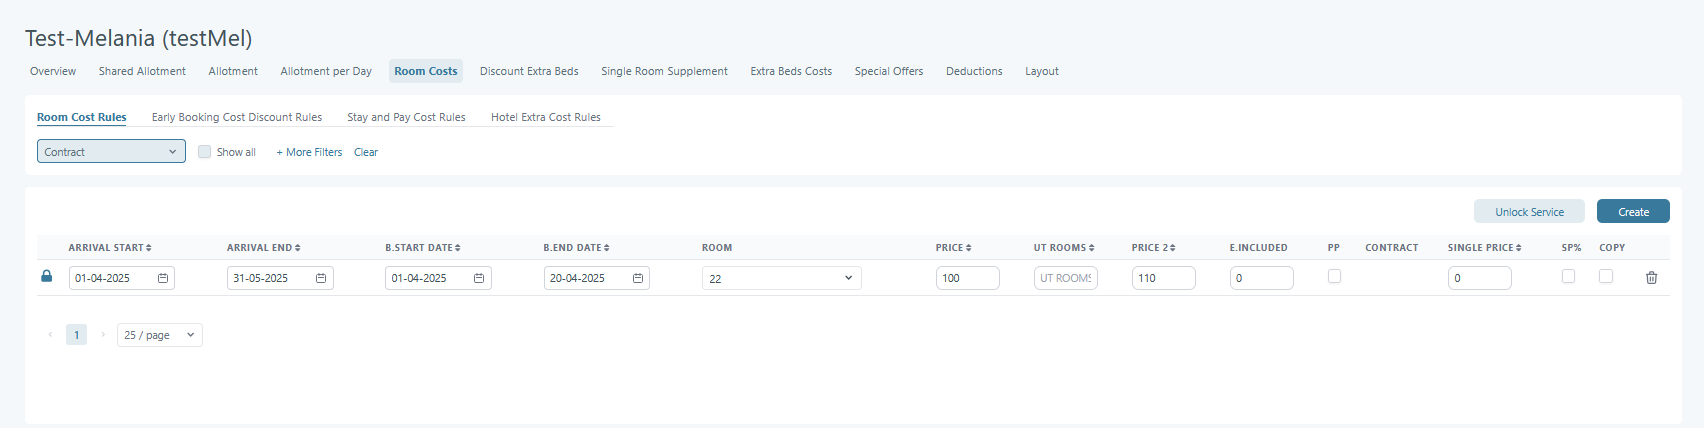 Test-Melania (testMel)
Overview Shared Allotment Allotment Allotment per Day Room Costs Discount Extra Beds Single Room Supplement Extra Beds Costs Special Offers Deductions Layout
Room Cost Rules Early Booking Cost Discount Rules Stay and Pay Cost Rules Hotel Extra Cost Rules
Contract Show all + More Filters Clear
Unlock Service Create
ARRIVAL START ARRIVAL END B.START DATE B.END DATE ROOM PRICE UT ROOMS PRICE 2 E.INCLUDED PP CONTRACT SINGLE PRICE SP% COPY
01-04-2025 31-05-2025 01-04-2025 20-04-2025 22 100 UT ROOMS 110 0 0
1 25 / page